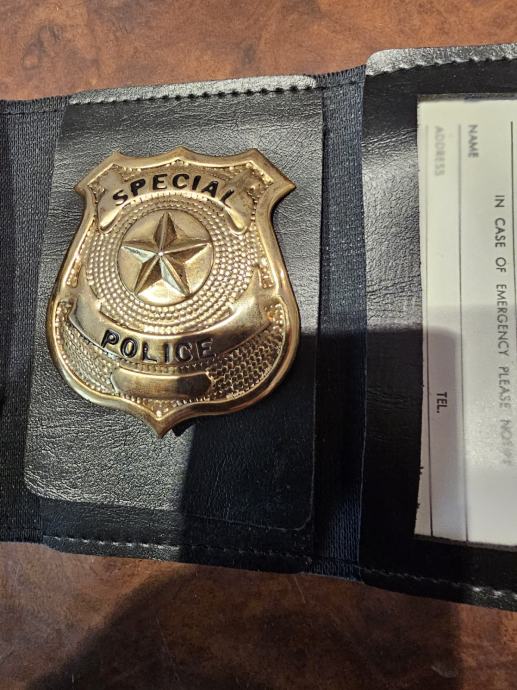 SPECIAL
POLICE
IN CASE OF EMERGENCY PLEASE NOTIFY
NAME
ADDRESS
TEL.